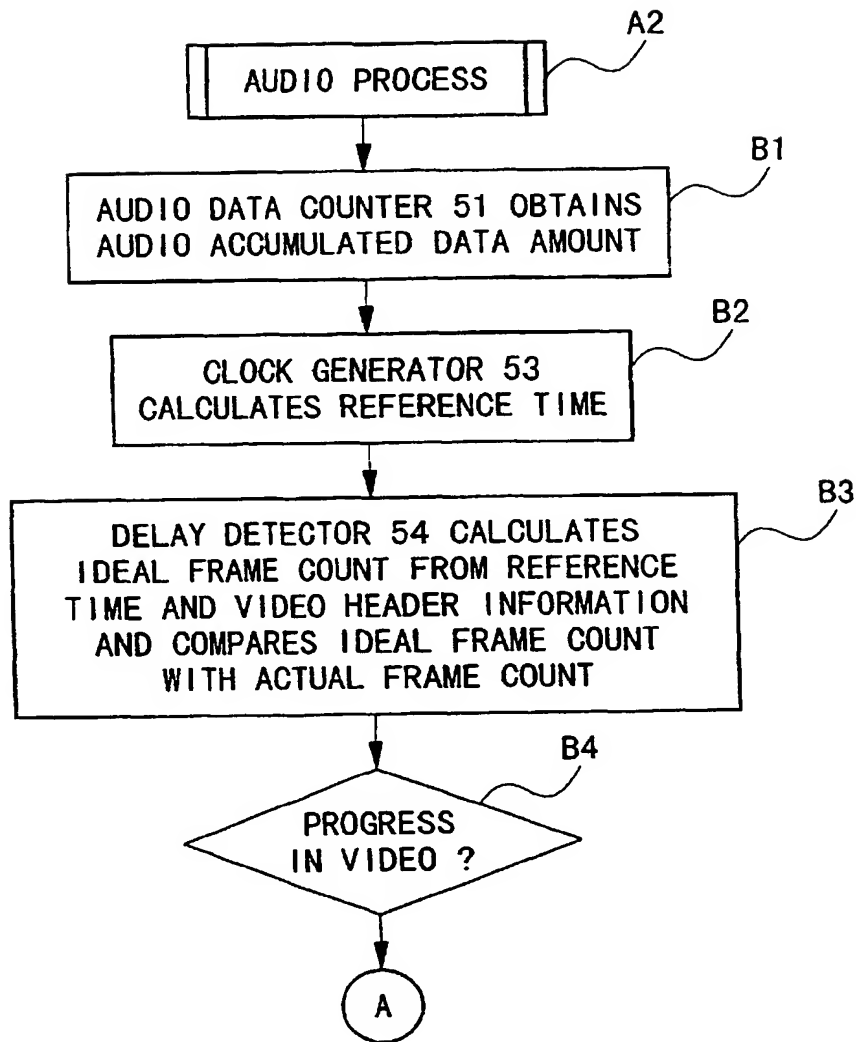 A2
AUDIO PROCESS
B1
AUDIO DATA COUNTER 51 OBTAINS
AUDIO ACCUMULATED DATA AMOUNT
B2
CLOCK GENERATOR 53
CALCULATES REFERENCE TIME
B3
DELAY DETECTOR 54 CALCULATES
IDEAL FRAME COUNT FROM REFERENCE
TIME AND VIDEO HEADER INFORMATION
AND COMPARES IDEAL FRAME COUNT
WITH ACTUAL FRAME COUNT
B4
PROGRESS
IN VIDEO ?
A